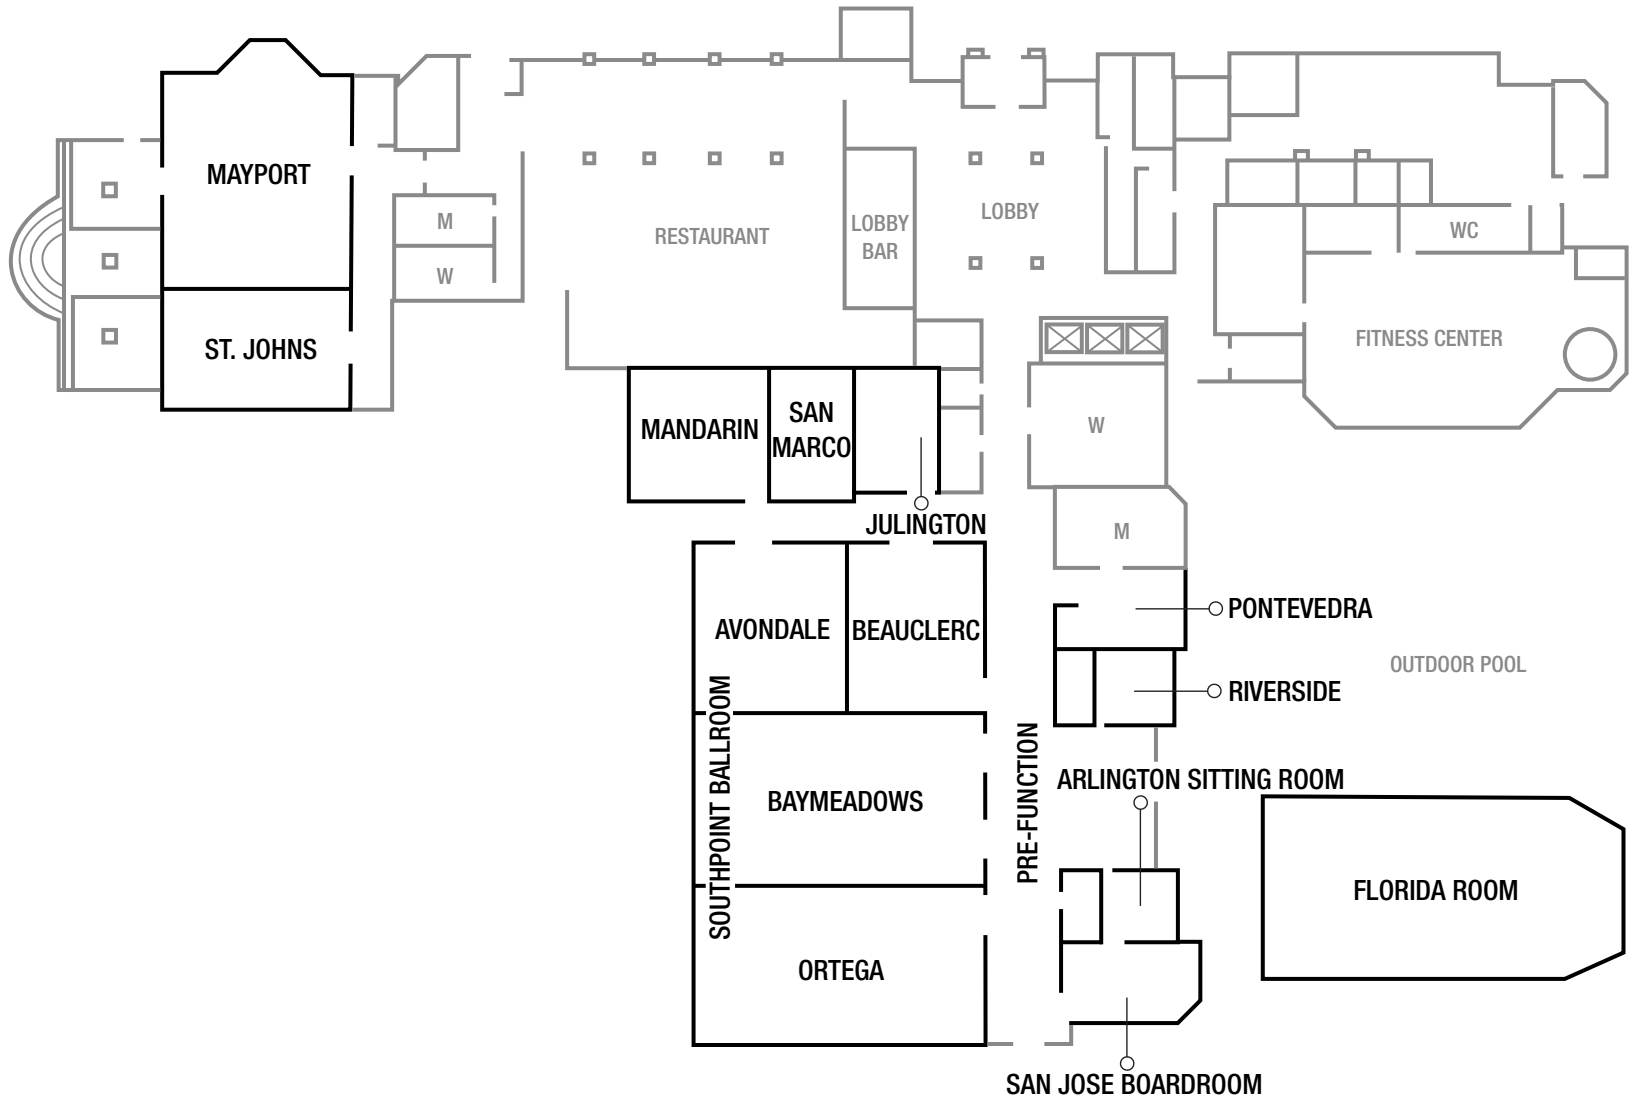 MAYPORT
ST. JOHNS
M
W
RESTAURANT
LOBBY
BAR
LOBBY
WC
FITNESS CENTER
MANDARIN
SAN
MARCO
JULINGTON
W
M
AVONDALE
BEAUCLERC
PONTEVEDRA
RIVERSIDE
OUTDOOR POOL
SOUTHPOINT BALLROOM
BAYMEADOWS
PRE-FUNCTION
ARLINGTON SITTING ROOM
FLORIDA ROOM
ORTEGA
SAN JOSE BOARDROOM